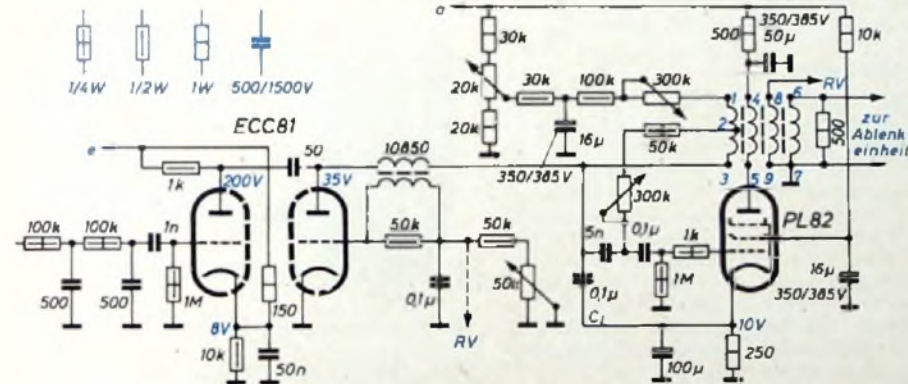 a
30k
500
350/385V
50µ
10k
1/4W
1/2W
1W
500/1500V
20k
30k
100k
300k
RV
1
4
8
6
2
20k
16µ
50k
500
zur
Ablenk
einheit
ECC81
e
50
10850
350/385V
3
5
9
7
1k
200V
35V
300k
PL82
100k
100k
1n
50k
50k
5n
0,1µ
1k
500
500
1M
150
0,1µ
50k
0,1µ
1M
16µ
350/385V
8V
RV
CL
10V
10k
50n
100µ
250